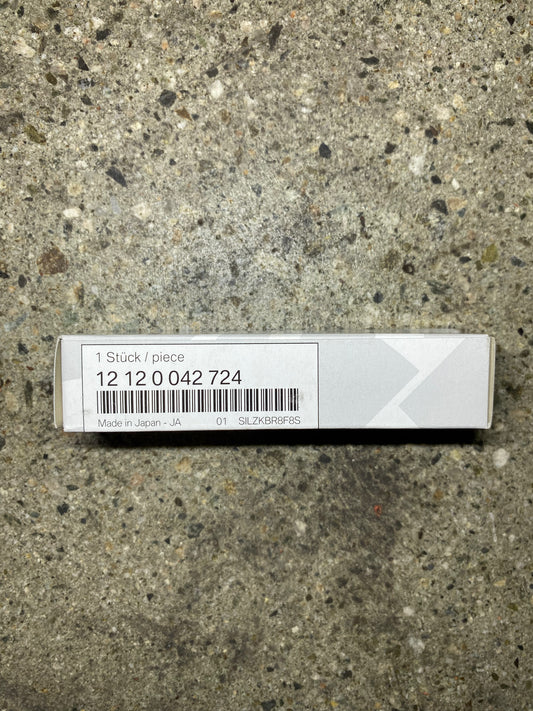 1 Stück / piece
12 12 0 042 724
Made in Japan - JA 01 SILZKBR8F8S